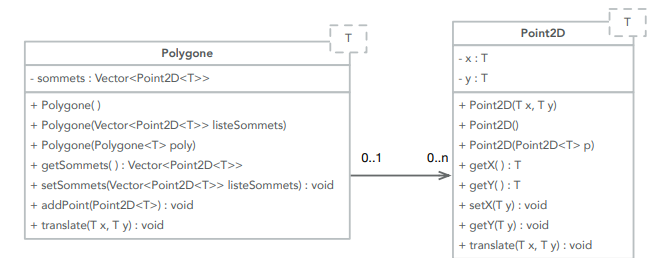 T
Polygone
- sommets : Vector<Point2D<T>>
+ Polygone( )
+ Polygone(Vector<Point2D<T>> listeSommets)
+ Polygone(Polygone<T> poly)
+ getSommets( ) : Vector<Point2D<T>>
+ setSommets(Vector<Point2D<T>> listeSommets) : void
+ addPoint(Point2D<T>) : void
+ translate(T x, T y) : void
0..1
0..n
T
Point2D
- x : T
- y : T
+ Point2D(T x, T y)
+ Point2D()
+ Point2D(Point2D<T> p)
+ getX( ) : T
+ getY( ) : T
+ setX(T y) : void
+ getY(T y) : void
+ translate(T x, T y) : void